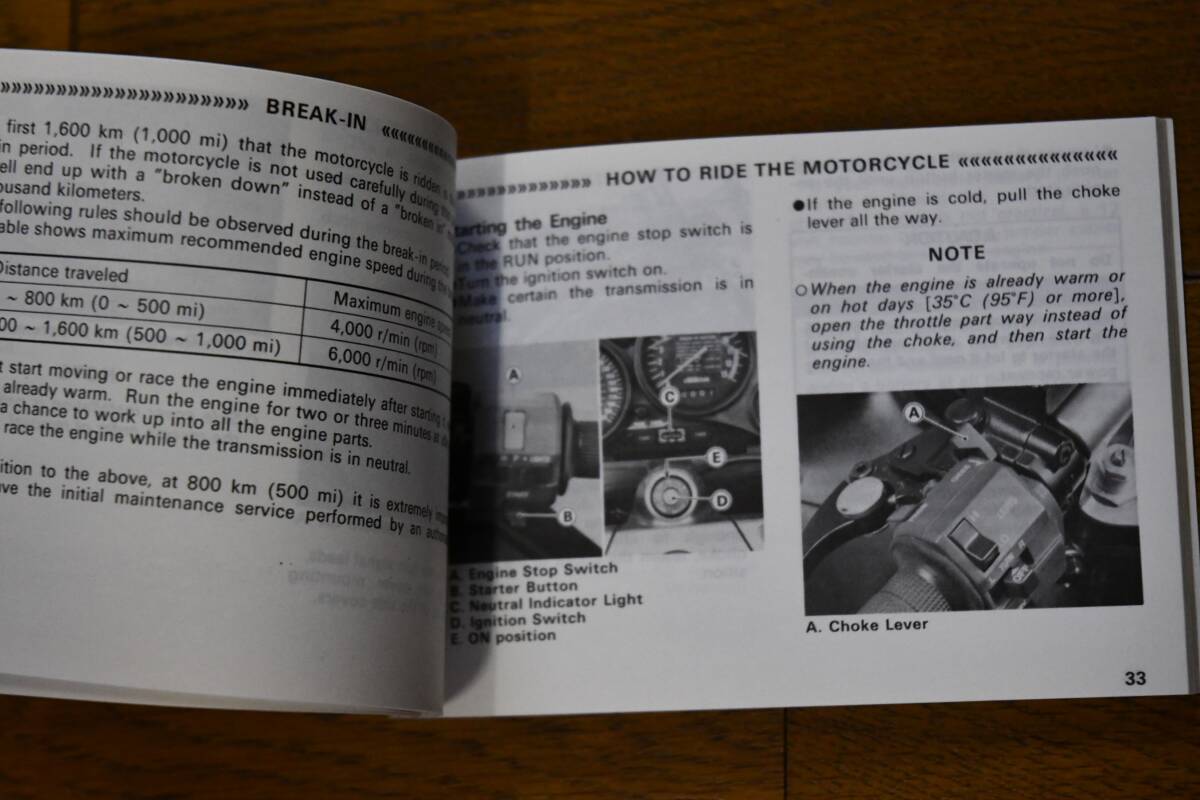 »»»»»»»»»»»»»»»»»»»»» BREAK-IN «««««««««
first 1,600 km (1,000 mi) that the motorcycle is ridden is
in period. If the motorcycle is not used carefully during
ell end up with a "broken down" instead of a "broken in"
ousand kilometers.
following rules should be observed during the break-in period.
able shows maximum recommended engine speed during the
Distance traveled
Maximum engine
~ 800 km (0 ~ 500 mi)
4,000 r/min (rpm)
00 ~ 1,600 km (500 ~ 1,000 mi)
6,000 r/min (rpm)
t start moving or race the engine immediately after starting it
already warm. Run the engine for two or three minutes at
a chance to work up into all the engine parts.
race the engine while the transmission is in neutral.
ition to the above, at 800 km (500 mi) it is extremely
ve the initial maintenance service performed by an
»»»»»»»»»»»»» HOW TO RIDE THE MOTORCYCLE «««««««««««««««
arting the Engine
Check that the engine stop switch is
in the RUN position.
Turn the ignition switch on.
Make certain the transmission is in
neutral.
A
B
C
E
D
A. Engine Stop Switch
B. Starter Button
C. Neutral Indicator Light
D. Ignition Switch
E. ON position
●If the engine is cold, pull the choke
lever all the way.
NOTE
○When the engine is already warm or
on hot days [35°C (95°F) or more],
open the throttle part way instead of
using the choke, and then start the
engine.
A
A. Choke Lever
33